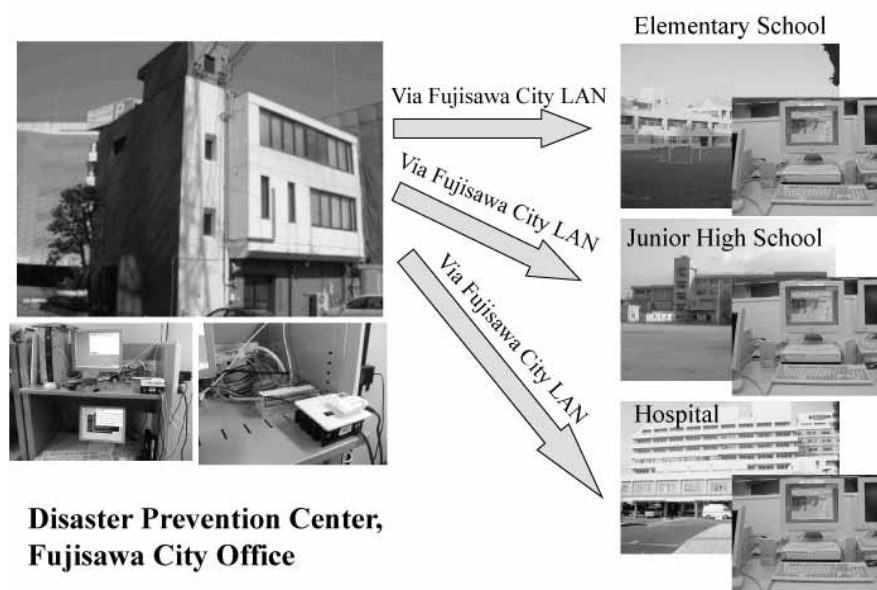 Elementary School
Via Fujisawa City LAN
Via Fujisawa City LAN
Junior High School
Via Fujisawa City LAN
Hospital
Disaster Prevention Center,
Fujisawa City Office